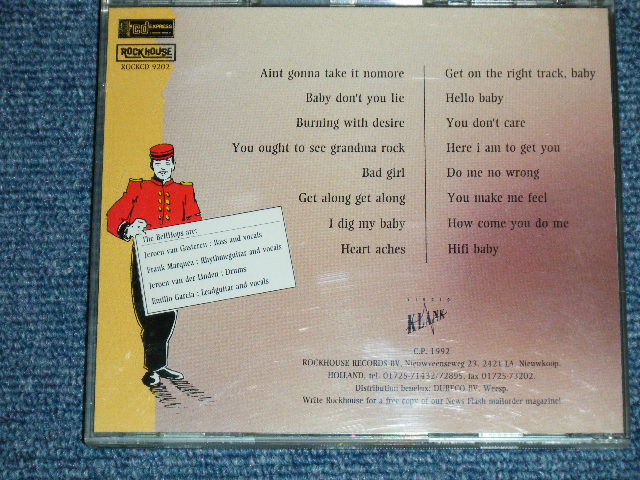 CD EXPRESS
ROCKHOUSE
ROCKCD 9202
Aint gonna take it nomore
Baby don't you lie
Burning with desire
You ought to see grandma rock
Bad girl
Get along get along
I dig my baby
Heart aches
Get on the right track, baby
Hello baby
You don't care
Here i am to get you
Do me no wrong
You make me feel
How come you do me
Hifi baby
The BellHops are:
Jeroen van Gasteren : Bass and vocals
Frank Marquez : Rhythmeguitar and vocals
Jeroen van der Linden : Drums
Emilio Garcia : Leadguitar and vocals
STUDIO
KLANK
C.P. 1992
ROCKHOUSE RECORDS BV, Nieuwveenseweg 23, 2421 LA, Nieuwkoop.
HOLLAND, tel. 01725-71432/72895, fax 01725-73202.
Distribution benelux: DURECO BV, Weesp.
Write Rockhouse for a free copy of our News Flash mailorder magazine!